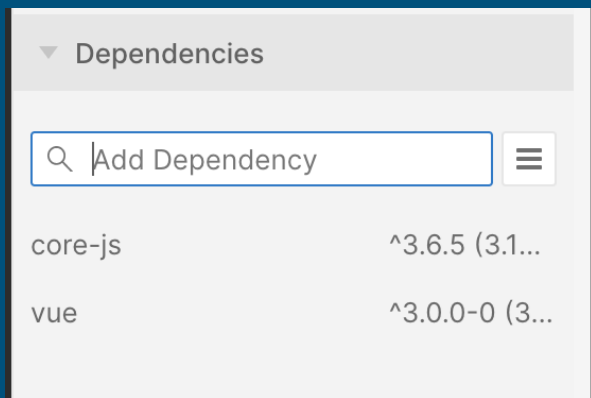 Dependencies
Add Dependency
core-js ^3.6.5 (3.1...
vue ^3.0.0-0 (3...